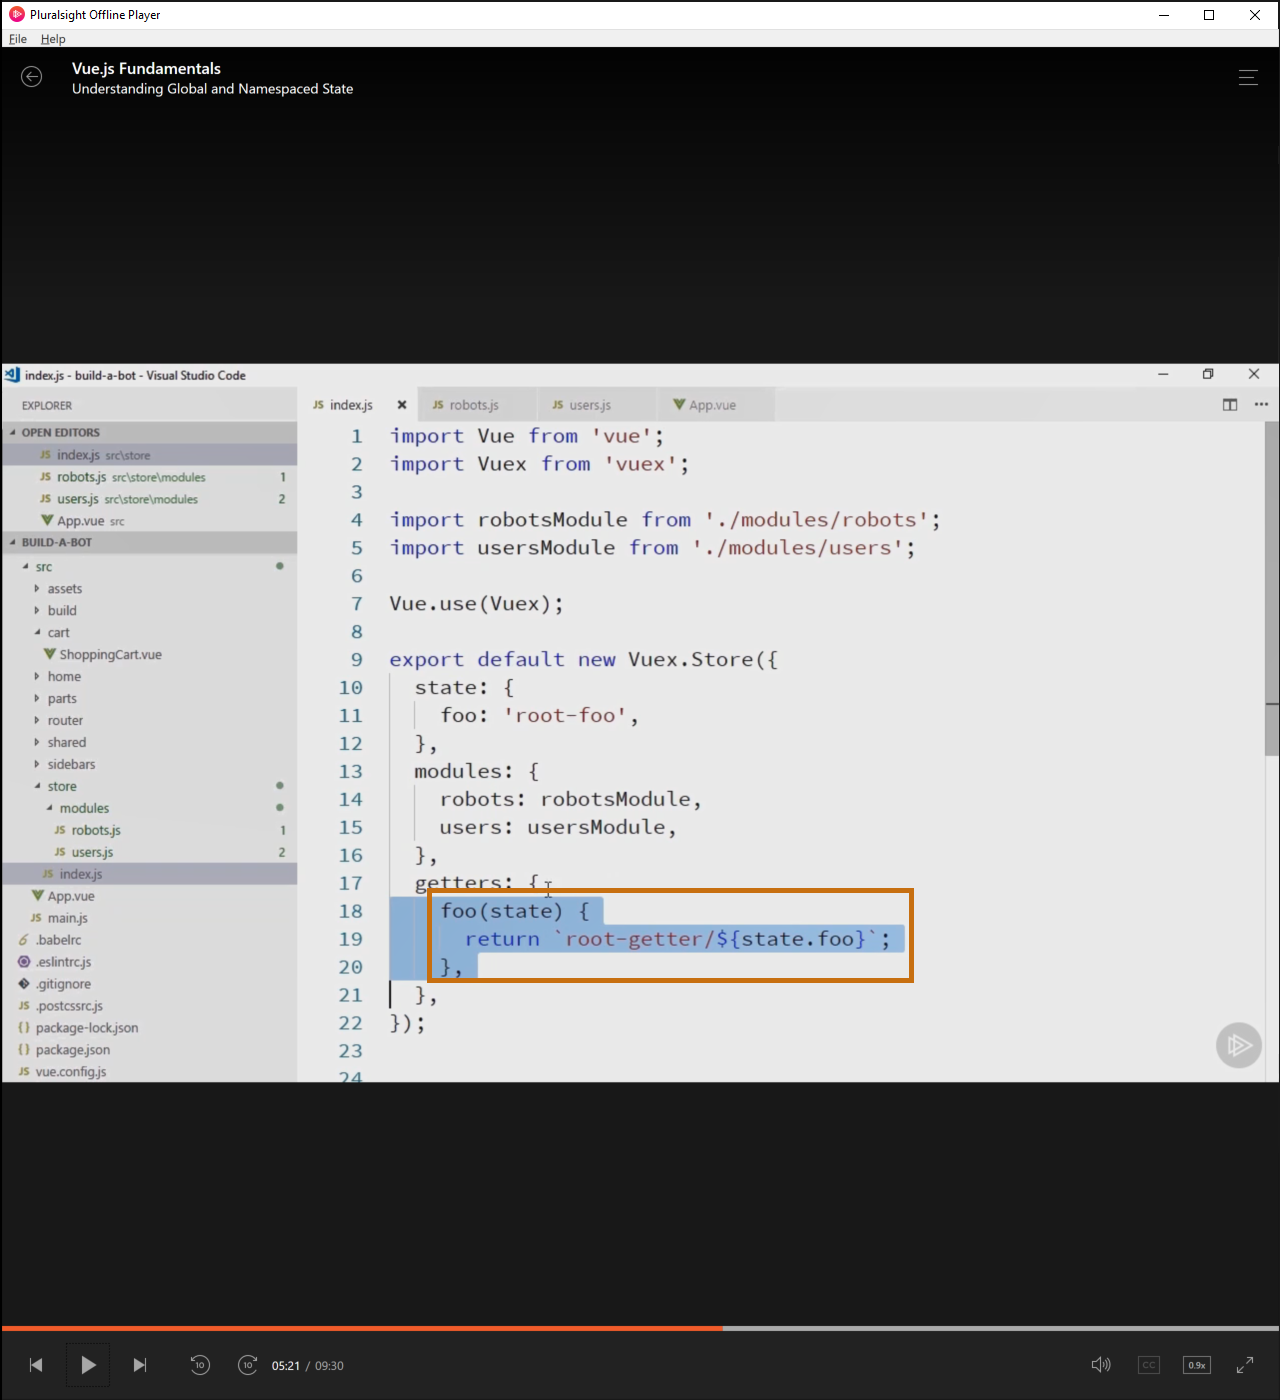 Pluralsight Offline Player
File Help
Vue.js Fundamentals
Understanding Global and Namespaced State
index.js - build-a-bot - Visual Studio Code
EXPLORER
OPEN EDITORS
JS index.js src\store
JS robots.js src\store\modules 1
JS users.js src\store\modules 2
App.vue src
BUILD-A-BOT
src
assets
build
cart
ShoppingCart.vue
home
parts
router
shared
sidebars
store
modules
JS robots.js 1
JS users.js 2
JS index.js
App.vue
JS main.js
.babelrc
.eslintrc.js
.gitignore
JS .postcssrc.js
{} package-lock.json
{} package.json
JS vue.config.js
JS index.js JS robots.js JS users.js App.vue
1 import Vue from 'vue';
2 import Vuex from 'vuex';
3
4 import robotsModule from './modules/robots';
5 import usersModule from './modules/users';
6
7 Vue.use(Vuex);
8
9 export default new Vuex.Store({
10 state: {
11 foo: 'root-foo',
12 },
13 modules: {
14 robots: robotsModule,
15 users: usersModule,
16 },
17 getters: {
18 foo(state) {
19 return `root-getter/${state.foo}`;
20 },
21 },
22 });
23
24
10 10 05:21 / 09:30 CC 0.9x